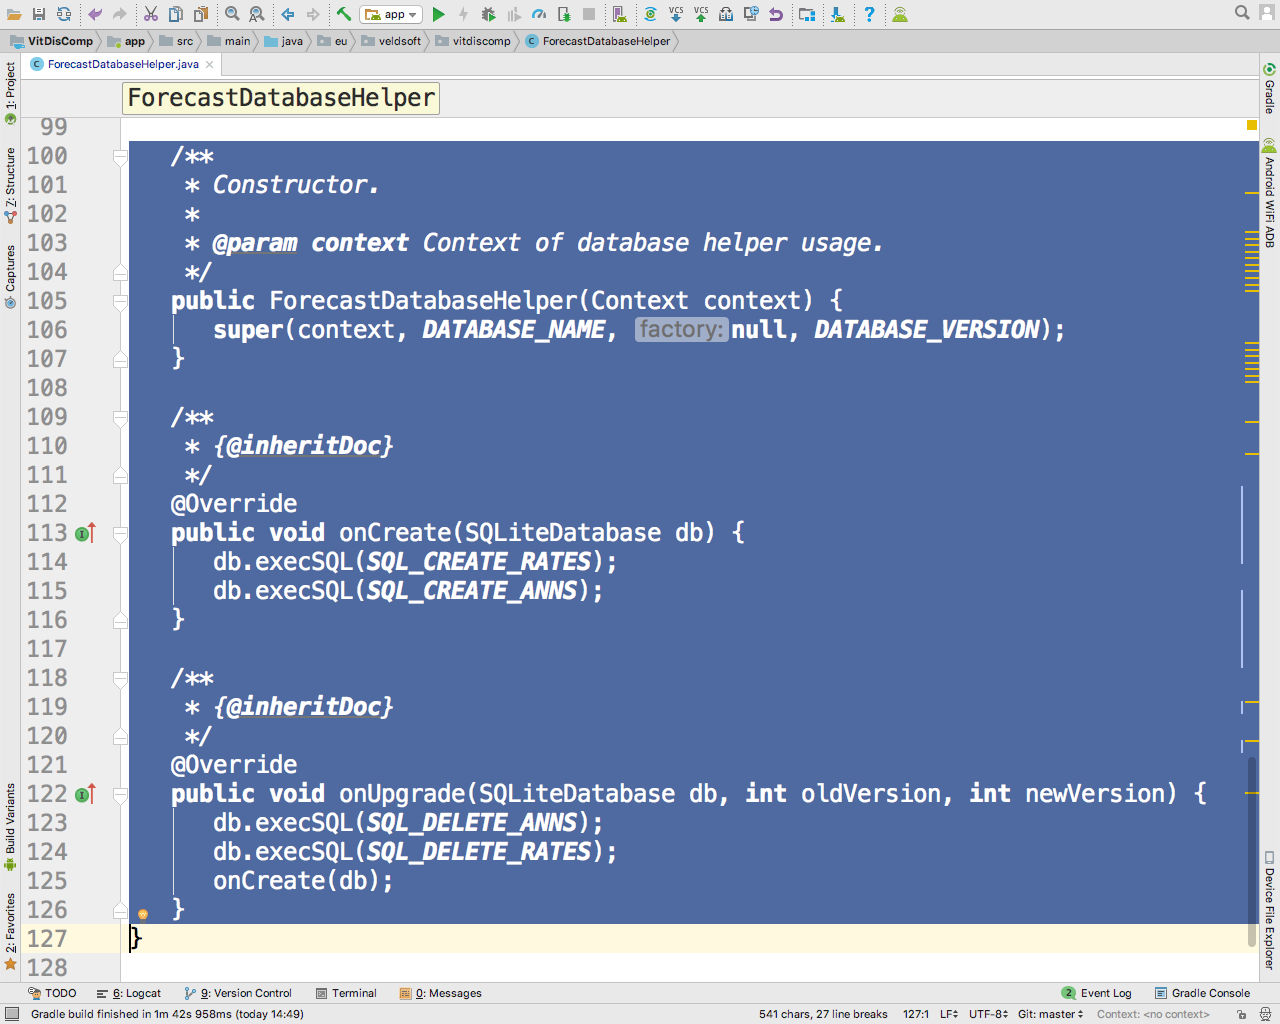 app
VCS VCS
VitDisComp app src main java eu veldsoft vitdiscomp ForecastDatabaseHelper
ForecastDatabaseHelper.java
ForecastDatabaseHelper
99
100 /**
101 * Constructor.
102 *
103 * @param context Context of database helper usage.
104 */
105 public ForecastDatabaseHelper(Context context) {
106 super(context, DATABASE_NAME, factory: null, DATABASE_VERSION);
107 }
108
109 /**
110 * {@inheritDoc}
111 */
112 @Override
113 public void onCreate(SQLiteDatabase db) {
114 db.execSQL(SQL_CREATE_RATES);
115 db.execSQL(SQL_CREATE_ANNS);
116 }
117
118 /**
119 * {@inheritDoc}
120 */
121 @Override
122 public void onUpgrade(SQLiteDatabase db, int oldVersion, int newVersion) {
123 db.execSQL(SQL_DELETE_ANNS);
124 db.execSQL(SQL_DELETE_RATES);
125 onCreate(db);
126 }
127 }
128
1: Project
7: Structure
Captures
Build Variants
2: Favorites
Gradle
Android WiFi ADB
Device File Explorer
TODO 6: Logcat 9: Version Control Terminal 0: Messages 2 Event Log Gradle Console
Gradle build finished in 1m 42s 958ms (today 14:49) 541 chars, 27 line breaks 127:1 LF UTF-8 Git: master Context: <no context>